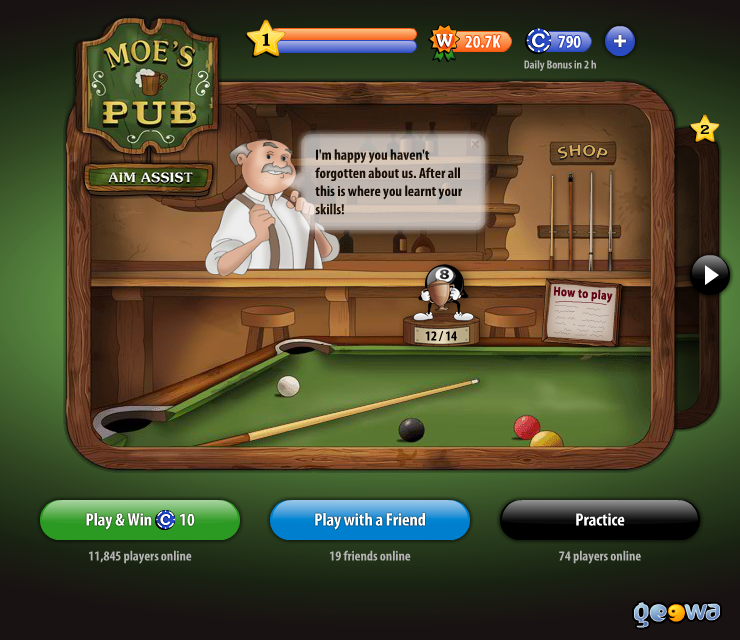 MOE'S
PUB
AIM ASSIST
1
W 20.7K
C 790
+
Daily Bonus in 2 h
2
I'm happy you haven't
forgotten about us. After all
this is where you learnt your
skills!
SHOP
8
12 / 14
How to play
Play & Win C 10
11,845 players online
Play with a Friend
19 friends online
Practice
74 players online
geewa